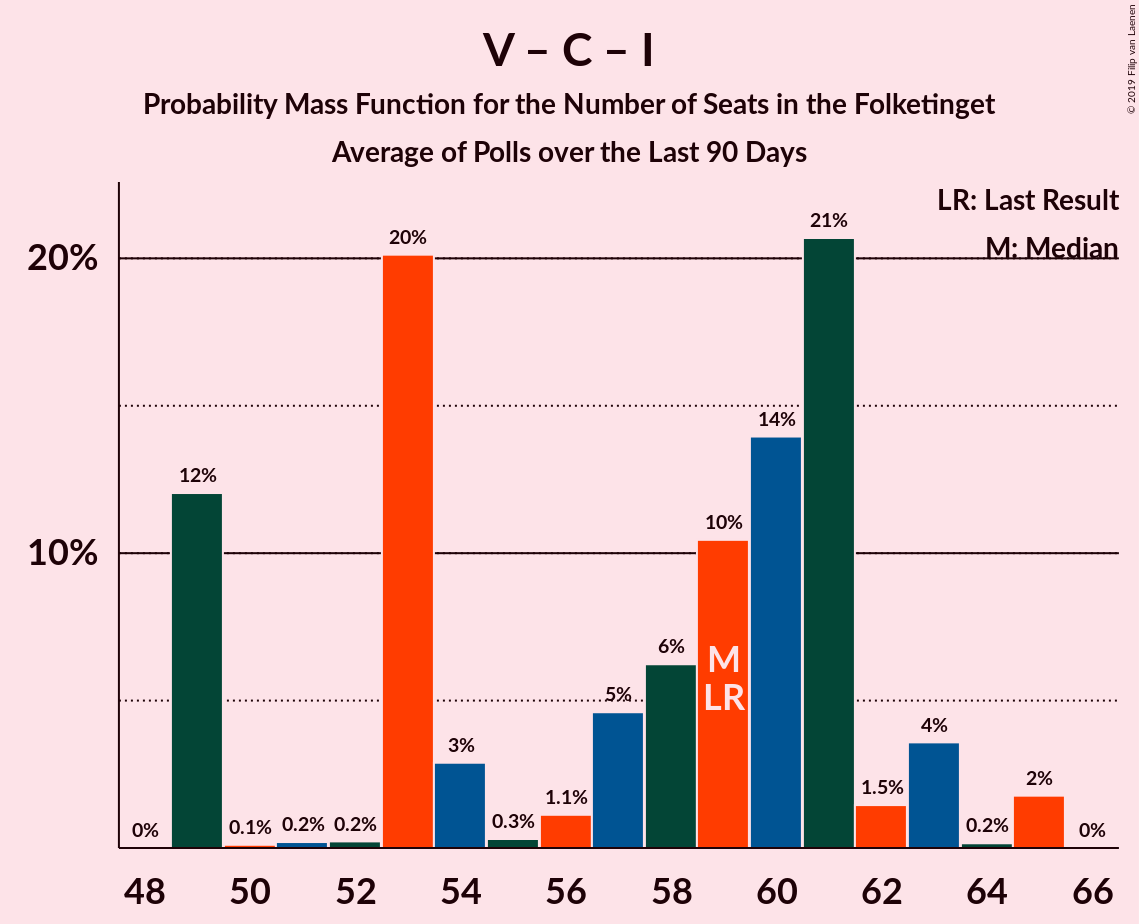 V – C – I
Probability Mass Function for the Number of Seats in the Folketinget
Average of Polls over the Last 90 Days
© 2019 Filip van Laenen
LR: Last Result
M: Median
20%
10%
0%
12%
0.1%
0.2%
0.2%
20%
3%
0.3%
1.1%
5%
6%
10%
14%
21%
1.5%
4%
0.2%
2%
0%
M
LR
48 50 52 54 56 58 60 62 64 66